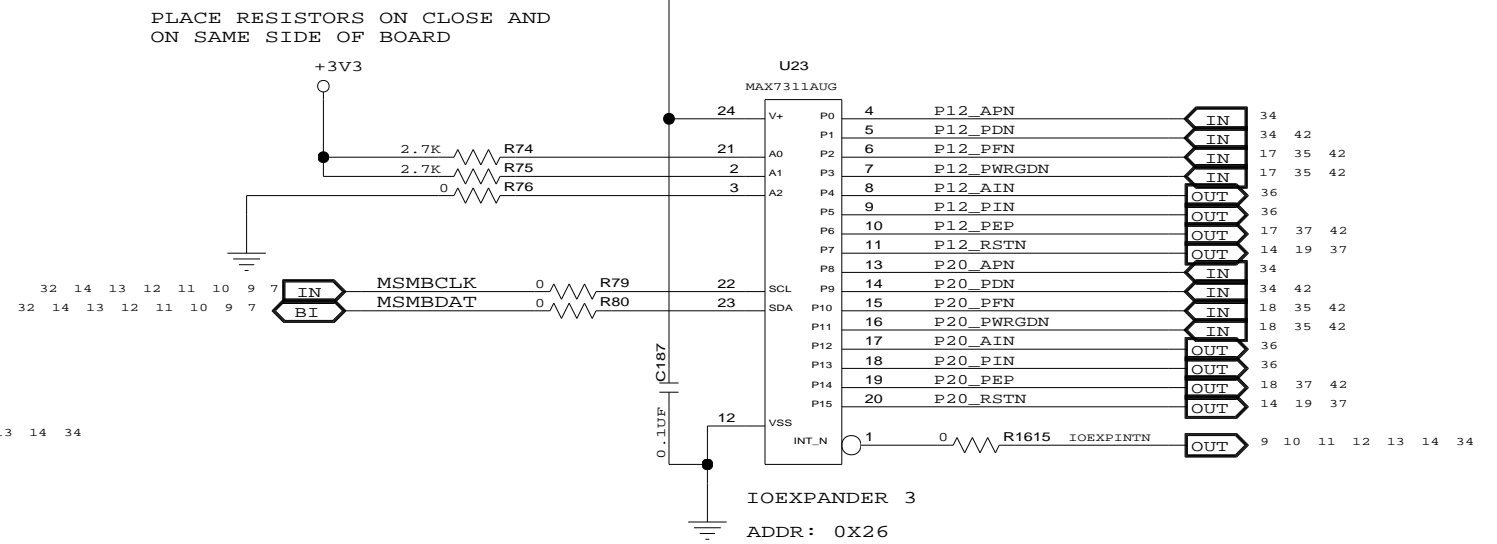 PLACE RESISTORS ON CLOSE AND
ON SAME SIDE OF BOARD
+3V3
U23
MAX7311AUG
24 V+ P0 4 P12_APN IN 34
P1 5 P12_PDN IN 34 42
2.7K R74 21 A0 P2 6 P12_PFN IN 17 35 42
2.7K R75 2 A1 P3 7 P12_PWRGDN IN 17 35 42
0 R76 3 A2 P4 8 P12_AIN OUT 36
P5 9 P12_PIN OUT 36
P6 10 P12_PEP OUT 17 37 42
P7 11 P12_RSTN OUT 14 19 37
P8 13 P20_APN IN 34
32 14 13 12 11 10 9 7 IN MSMBCLK 0 R79 22 SCL P9 14 P20_PDN IN 34 42
32 14 13 12 11 10 9 7 BI MSMBDAT 0 R80 23 SDA P10 15 P20_PFN IN 18 35 42
P11 16 P20_PWRGDN IN 18 35 42
P12 17 P20_AIN OUT 36
P13 18 P20_PIN OUT 36
C187 P14 19 P20_PEP OUT 18 37 42
P15 20 P20_RSTN OUT 14 19 37
0.1UF 12 VSS
14 34
INT_N 1 0 R1615 IOEXPINTN OUT 9 10 11 12 13 14 34
IOEXPANDER 3
ADDR: 0X26